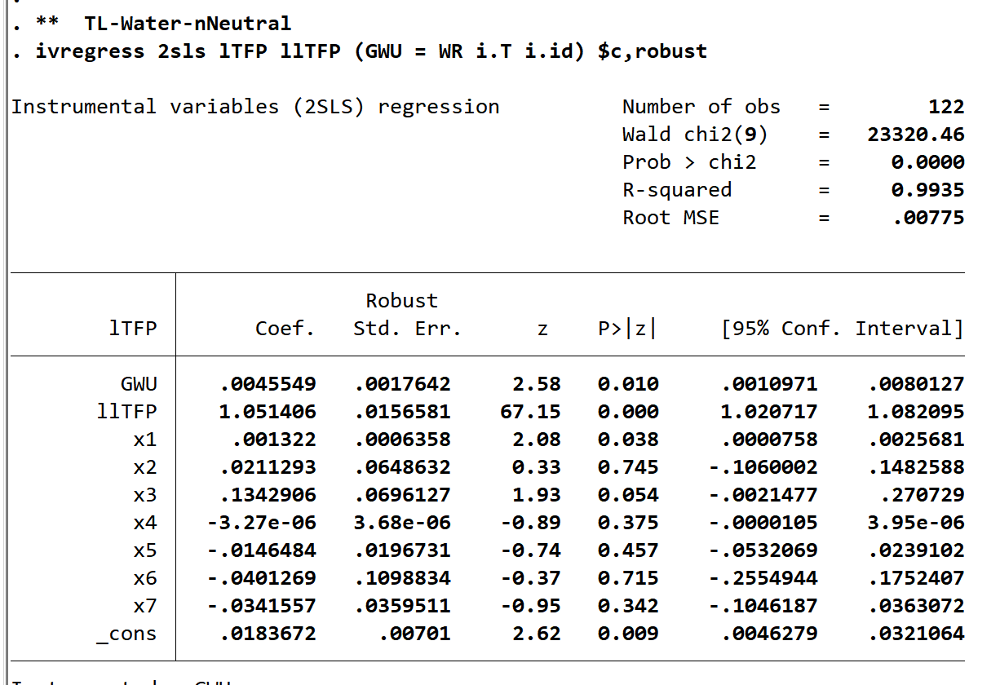 .
. ** TL-Water-nNeutral
. ivregress 2sls lTFP llTFP (GWU = WR i.T i.id) $c,robust
Instrumental variables (2SLS) regression Number of obs = 122
Wald chi2(9) = 23320.46
Prob > chi2 = 0.0000
R-squared = 0.9935
Root MSE = .00775
Robust
lTFP Coef. Std. Err. z P>|z| [95% Conf. Interval]
GWU .0045549 .0017642 2.58 0.010 .0010971 .0080127
llTFP 1.051406 .0156581 67.15 0.000 1.020717 1.082095
x1 .001322 .0006358 2.08 0.038 .0000758 .0025681
x2 .0211293 .0648632 0.33 0.745 -.1060002 .1482588
x3 .1342906 .0696127 1.93 0.054 -.0021477 .270729
x4 -3.27e-06 3.68e-06 -0.89 0.375 -.0000105 3.95e-06
x5 -.0146484 .0196731 -0.74 0.457 -.0532069 .0239102
x6 -.0401269 .1098834 -0.37 0.715 -.2554944 .1752407
x7 -.0341557 .0359511 -0.95 0.342 -.1046187 .0363072
_cons .0183672 .00701 2.62 0.009 .0046279 .0321064